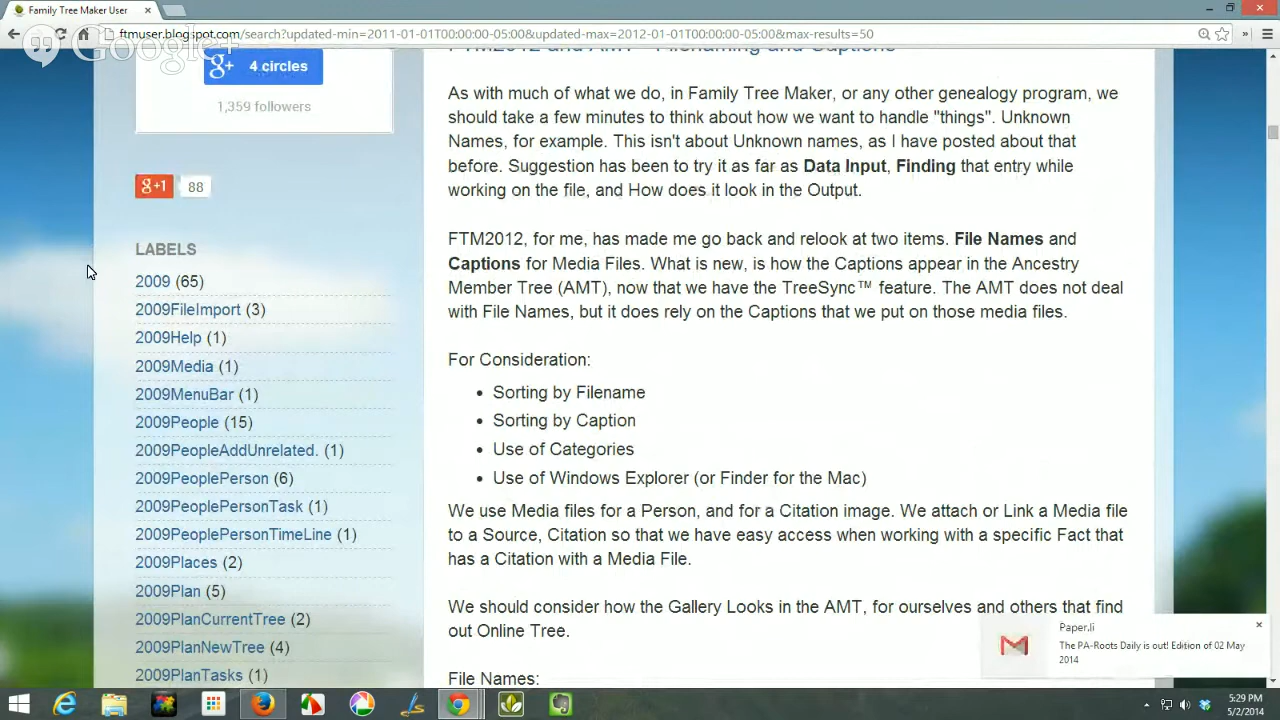 Family Tree Maker User
ftmuser.blogspot.com/search?updated-min=2011-01-01T00:00:00-05:00&updated-max=2012-01-01T00:00:00-05:00&max-results=50
Google+
FTM2012 and AMT - Filenaming and Captions
g+ 4 circles
1,359 followers
g+1 88
LABELS
2009 (65)
2009FileImport (3)
2009Help (1)
2009Media (1)
2009MenuBar (1)
2009People (15)
2009PeopleAddUnrelated. (1)
2009PeoplePerson (6)
2009PeoplePersonTask (1)
2009PeoplePersonTimeLine (1)
2009Places (2)
2009Plan (5)
2009PlanCurrentTree (2)
2009PlanNewTree (4)
2009PlanTasks (1)
As with much of what we do, in Family Tree Maker, or any other genealogy program, we
should take a few minutes to think about how we want to handle "things". Unknown
Names, for example. This isn't about Unknown names, as I have posted about that
before. Suggestion has been to try it as far as Data Input, Finding that entry while
working on the file, and How does it look in the Output.
FTM2012, for me, has made me go back and relook at two items. File Names and
Captions for Media Files. What is new, is how the Captions appear in the Ancestry
Member Tree (AMT), now that we have the TreeSync™ feature. The AMT does not deal
with File Names, but it does rely on the Captions that we put on those media files.
For Consideration:
• Sorting by Filename
• Sorting by Caption
• Use of Categories
• Use of Windows Explorer (or Finder for the Mac)
We use Media files for a Person, and for a Citation image. We attach or Link a Media file
to a Source, Citation so that we have easy access when working with a specific Fact that
has a Citation with a Media File.
We should consider how the Gallery Looks in the AMT, for ourselves and others that find
out Online Tree.
File Names:
Paper.li
The PA-Roots Daily is out! Edition of 02 May
2014
5:29 PM
5/2/2014